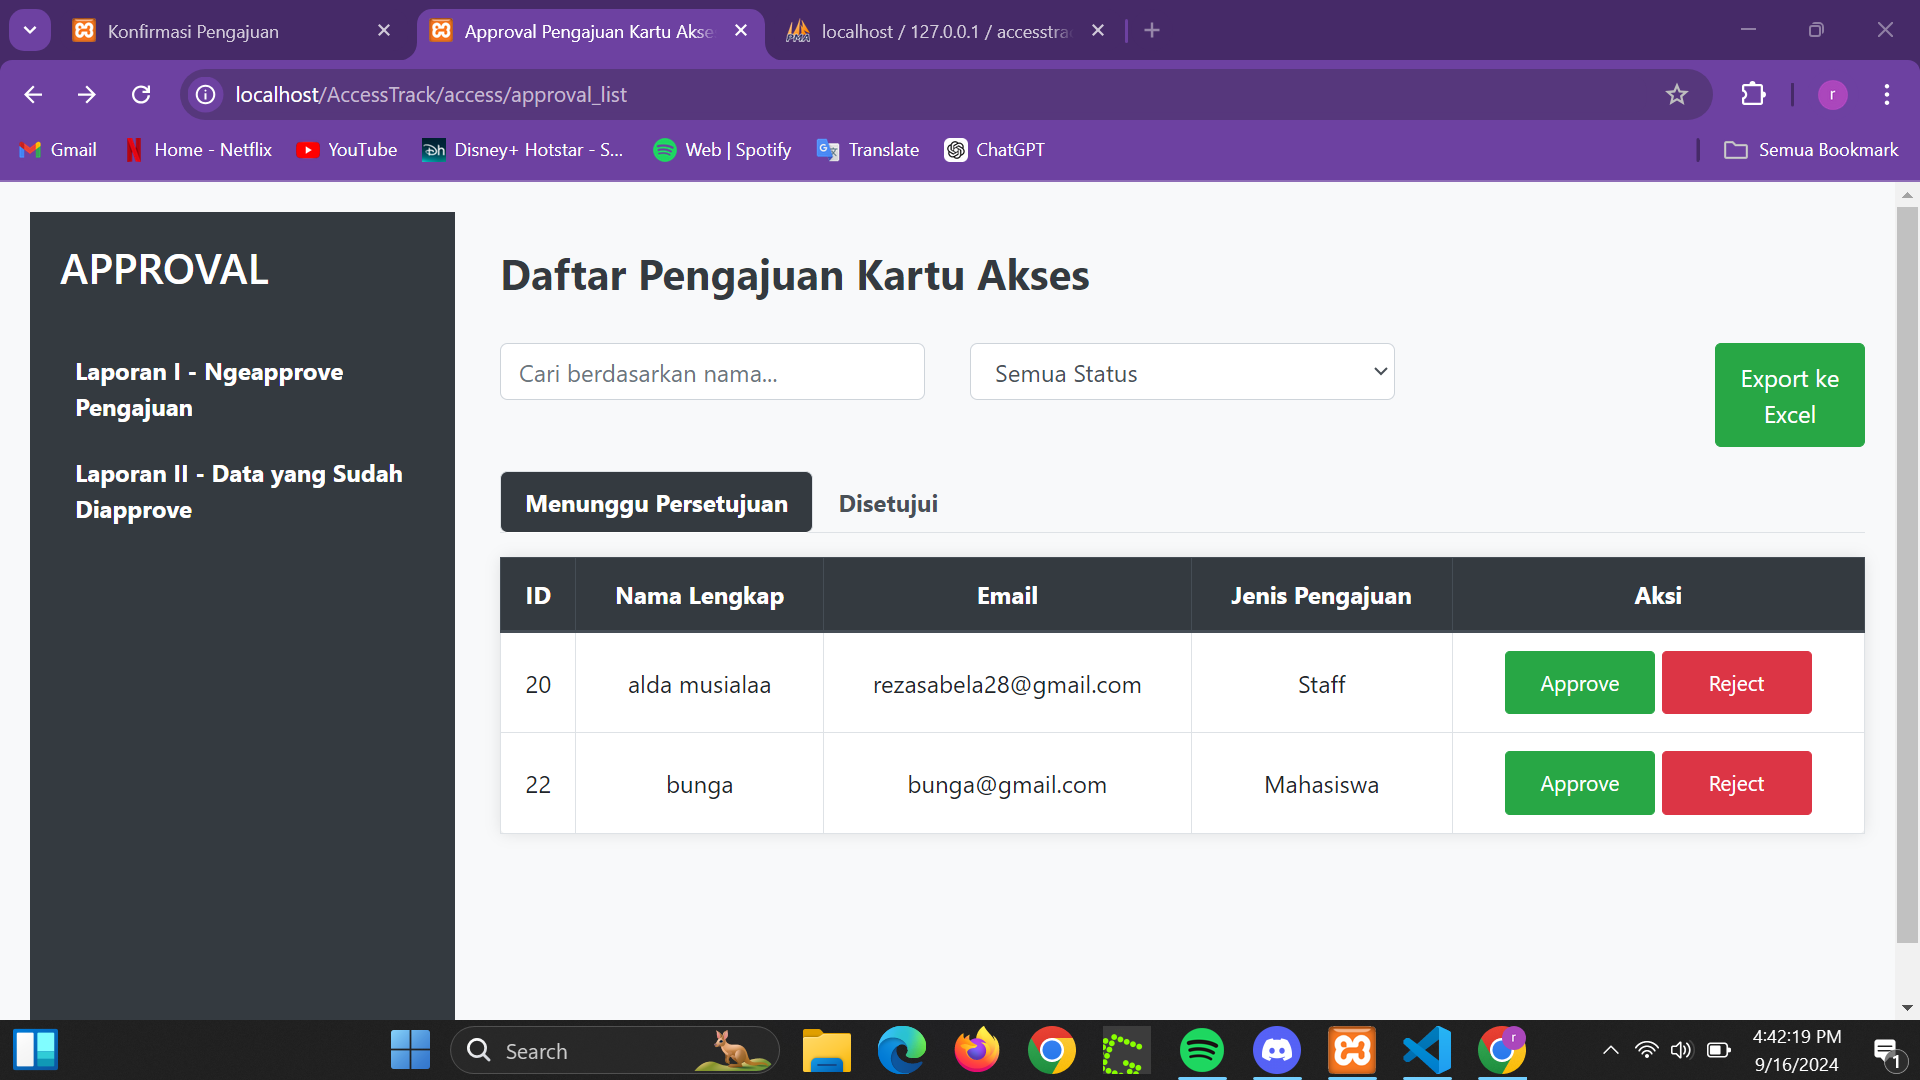 Konfirmasi Pengajuan
Approval Pengajuan Kartu Akse
localhost / 127.0.0.1 / accesstra
localhost/AccessTrack/access/approval_list
r
Gmail
Home - Netflix
YouTube
Disney+ Hotstar - S...
Web | Spotify
Translate
ChatGPT
Semua Bookmark
APPROVAL
Laporan I - Ngeapprove
Pengajuan
Laporan II - Data yang Sudah
Diapprove
Daftar Pengajuan Kartu Akses
Cari berdasarkan nama...
Semua Status
Export ke
Excel
Menunggu Persetujuan
Disetujui
ID Nama Lengkap Email Jenis Pengajuan Aksi
20 alda musialaa rezasabela28@gmail.com Staff Approve Reject
22 bunga bunga@gmail.com Mahasiswa Approve Reject
Search
r
4:42:19 PM
9/16/2024
1